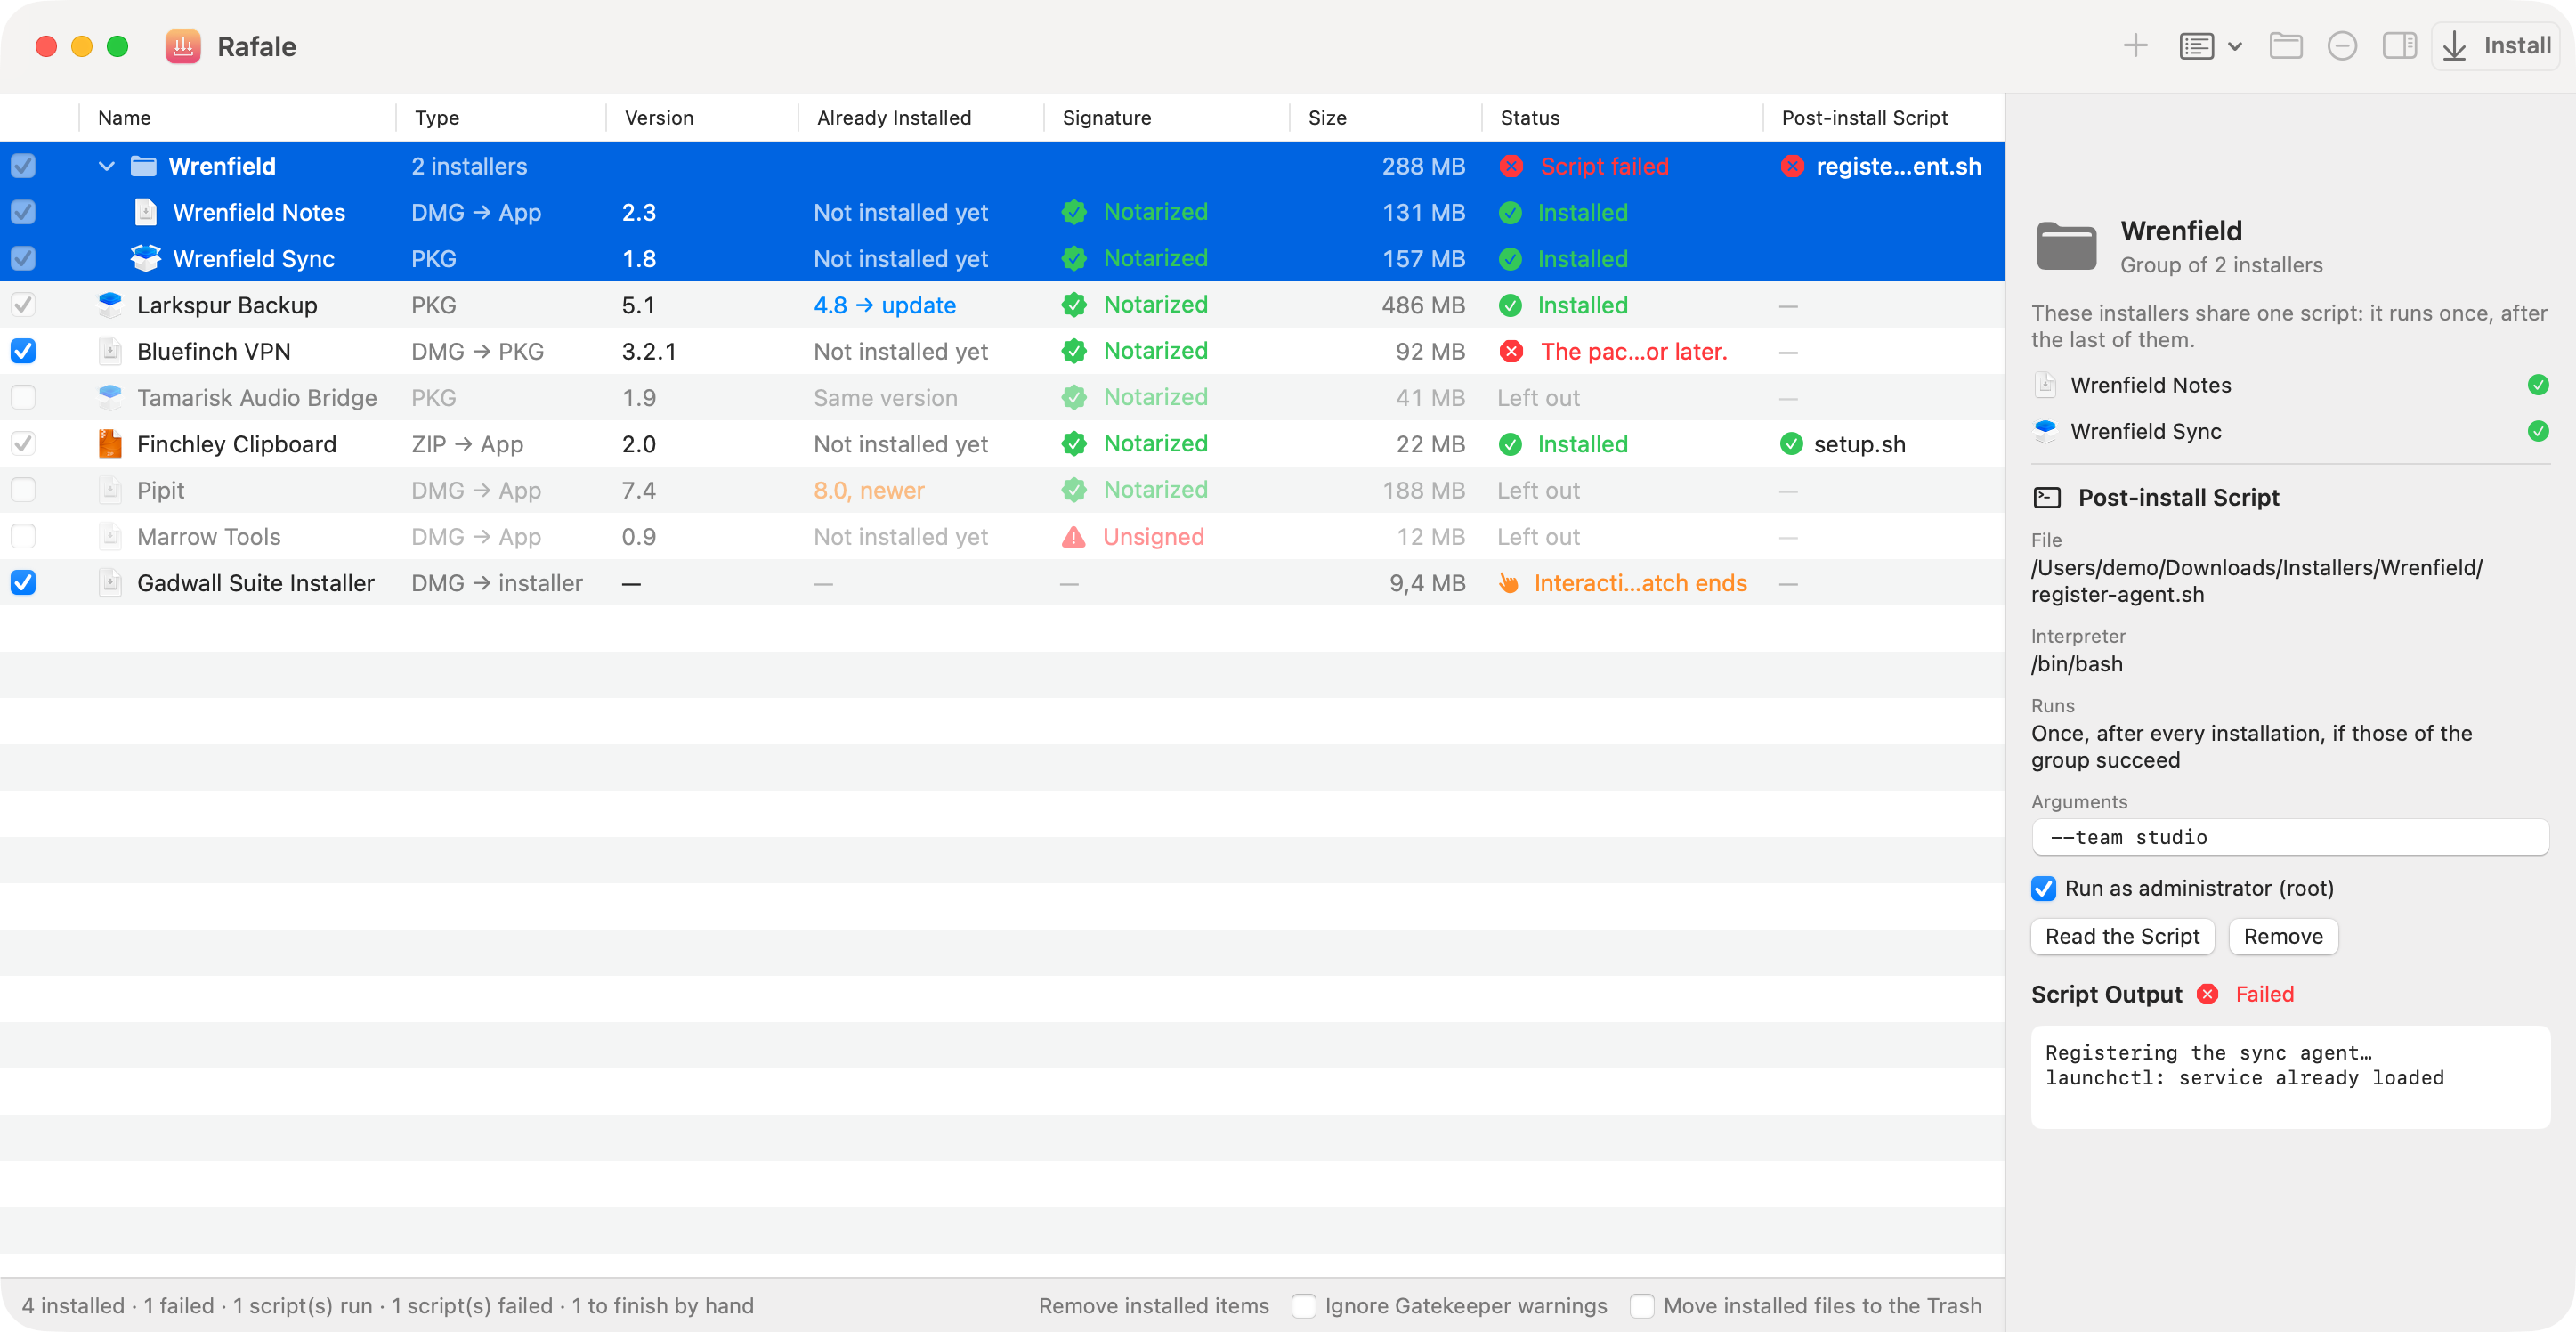 Rafale
Install
Name Type Version Already Installed Signature Size Status Post-install Script
Wrenfield 2 installers 288 MB Script failed registe...ent.sh
Wrenfield Notes DMG → App 2.3 Not installed yet Notarized 131 MB Installed
Wrenfield Sync PKG 1.8 Not installed yet Notarized 157 MB Installed
Larkspur Backup PKG 5.1 4.8 → update Notarized 486 MB Installed —
Bluefinch VPN DMG → PKG 3.2.1 Not installed yet Notarized 92 MB The pac...or later. —
Tamarisk Audio Bridge PKG 1.9 Same version Notarized 41 MB Left out —
Finchley Clipboard ZIP → App 2.0 Not installed yet Notarized 22 MB Installed setup.sh
Pipit DMG → App 7.4 8.0, newer Notarized 188 MB Left out —
Marrow Tools DMG → App 0.9 Not installed yet Unsigned 12 MB Left out —
Gadwall Suite Installer DMG → installer — — — 9,4 MB Interacti...atch ends —
4 installed · 1 failed · 1 script(s) run · 1 script(s) failed · 1 to finish by hand
Remove installed items Ignore Gatekeeper warnings Move installed files to the Trash
Wrenfield
Group of 2 installers
These installers share one script: it runs once, after
the last of them.
Wrenfield Notes
Wrenfield Sync
Post-install Script
File
/Users/demo/Downloads/Installers/Wrenfield/
register-agent.sh
Interpreter
/bin/bash
Runs
Once, after every installation, if those of the
group succeed
Arguments
--team studio
Run as administrator (root)
Read the Script Remove
Script Output Failed
Registering the sync agent…
launchctl: service already loaded